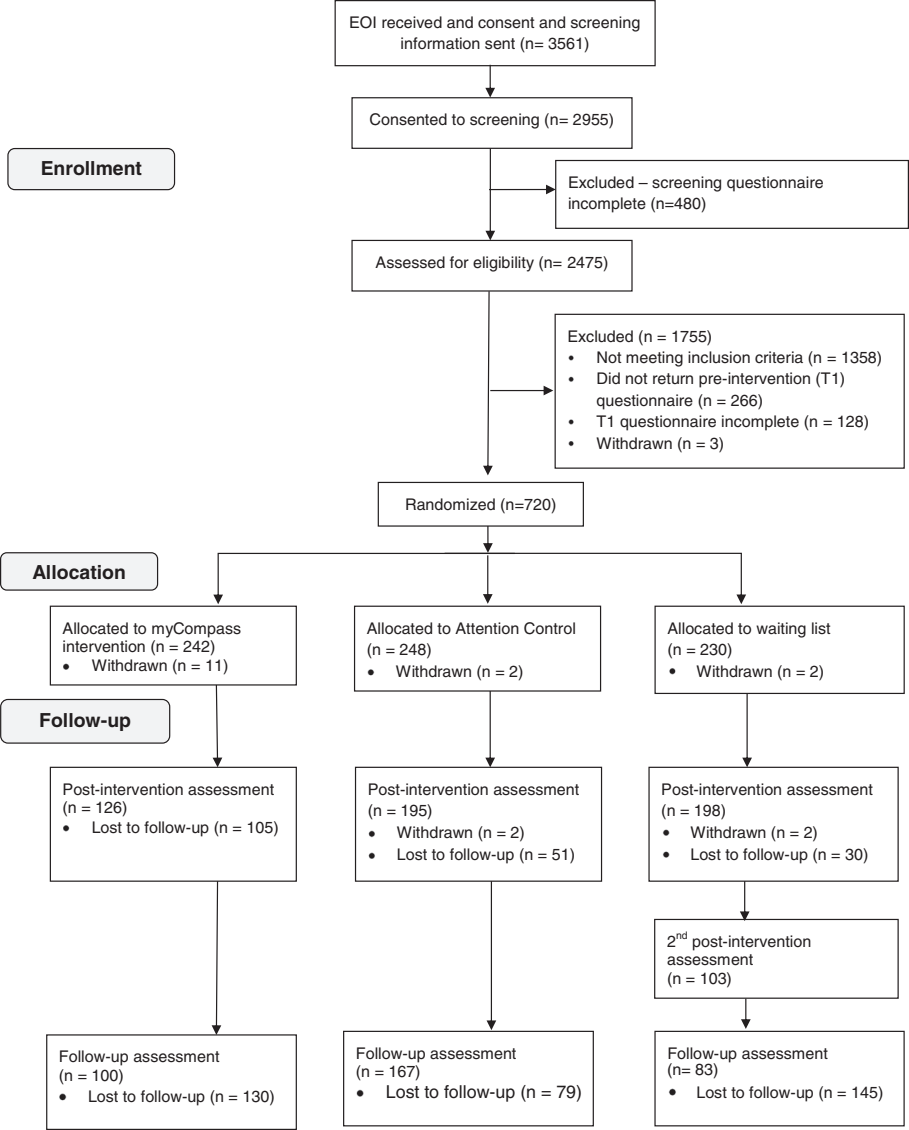 EOI received and consent and screening
information sent (n= 3561)
Consented to screening (n= 2955)
Enrollment
Excluded – screening questionnaire
incomplete (n=480)
Assessed for eligibility (n= 2475)
Excluded (n = 1755)
• Not meeting inclusion criteria (n = 1358)
• Did not return pre-intervention (T1)
questionnaire (n = 266)
• T1 questionnaire incomplete (n = 128)
• Withdrawn (n = 3)
Randomized (n=720)
Allocation
Allocated to myCompass
intervention (n = 242)
• Withdrawn (n = 11)
Allocated to Attention Control
(n = 248)
• Withdrawn (n = 2)
Allocated to waiting list
(n = 230)
• Withdrawn (n = 2)
Follow-up
Post-intervention assessment
(n = 126)
• Lost to follow-up (n = 105)
Post-intervention assessment
(n = 195)
• Withdrawn (n = 2)
• Lost to follow-up (n = 51)
Post-intervention assessment
(n = 198)
• Withdrawn (n = 2)
• Lost to follow-up (n = 30)
2nd post-intervention
assessment
(n = 103)
Follow-up assessment
(n = 100)
• Lost to follow-up (n = 130)
Follow-up assessment
(n = 167)
• Lost to follow-up (n = 79)
Follow-up assessment
(n= 83)
• Lost to follow-up (n = 145)